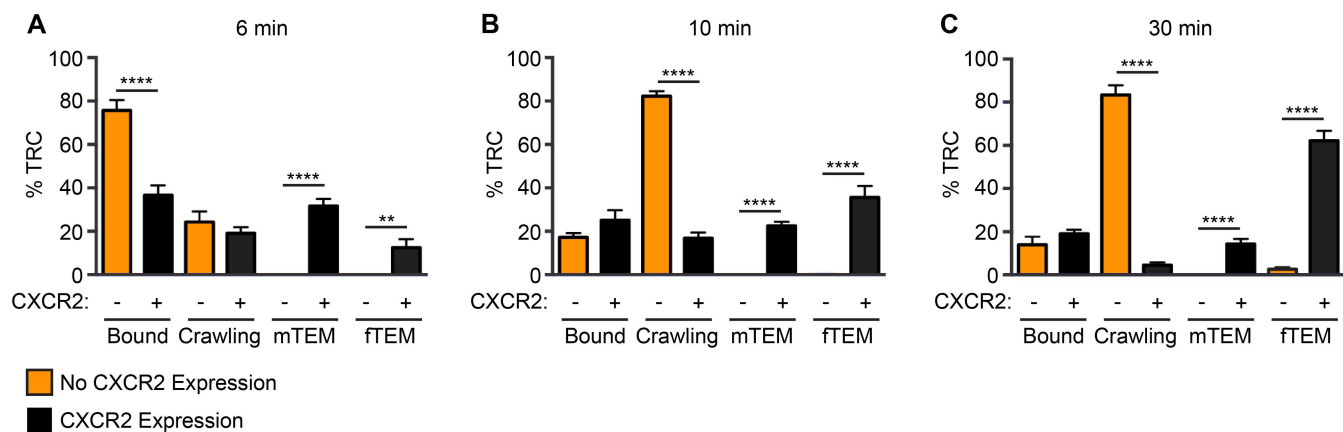 A
6 min
100
80
60
40
20
0
% TRC
****
****
**
CXCR2: - + - + - + - +
Bound Crawling mTEM fTEM
B
10 min
100
80
60
40
20
0
% TRC
****
****
****
CXCR2: - + - + - + - +
Bound Crawling mTEM fTEM
C
30 min
100
80
60
40
20
0
% TRC
****
****
****
CXCR2: - + - + - + - +
Bound Crawling mTEM fTEM
No CXCR2 Expression
CXCR2 Expression